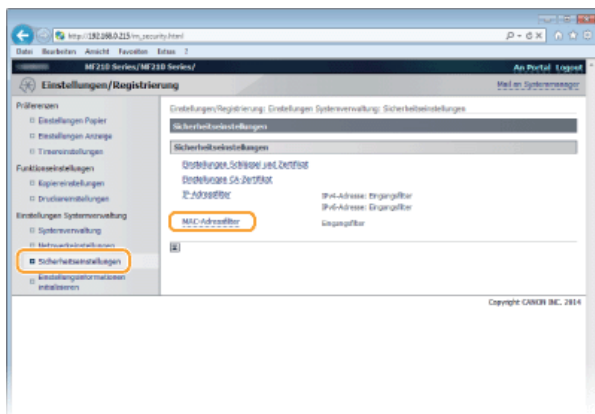 http://192.168.0.215/m_security.html
Datei Bearbeiten Ansicht Favoriten Extras ?
MF210 Series/MF210 Series/
An Portal Logout
Einstellungen/Registrierung
Mail an Systemmanager
Präferenzen
Einstellungen Papier
Einstellungen Anzeige
Timereinstellungen
Funktionseinstellungen
Kopiereinstellungen
Druckereinstellungen
Einstellungen Systemverwaltung
Systemverwaltung
Netzwerkeinstellungen
Sicherheitseinstellungen
Einstellungsinformationen
initialisieren
Einstellungen/Registrierung: Einstellungen Systemverwaltung: Sicherheitseinstellungen
Sicherheitseinstellungen
Sicherheitseinstellungen
Einstellungen Schlüssel und Zertifikat
Einstellungen CA-Zertifikat
IP-Adressfilter
IPv4-Adresse: Eingangsfilter
IPv6-Adresse: Eingangsfilter
MAC-Adressfilter
Eingangsfilter
Copyright CANON INC. 2014